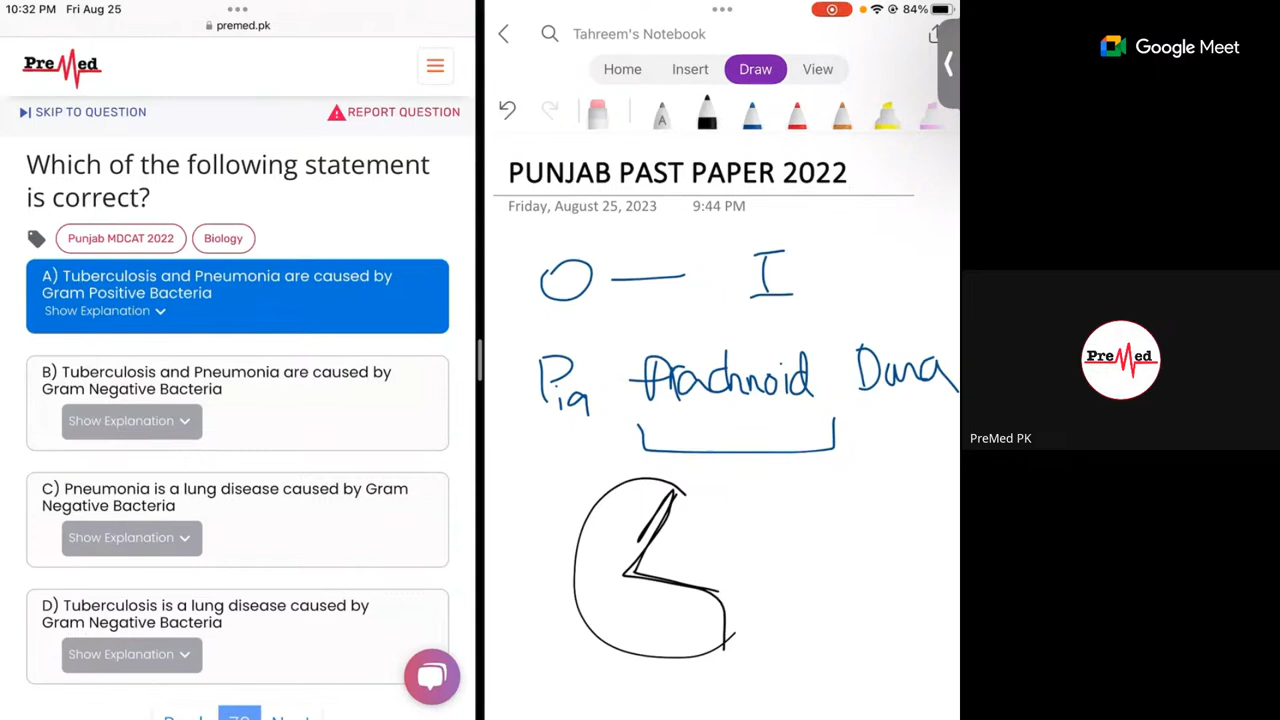 10:32 PM Fri Aug 25
premed.pk
PreMed
SKIP TO QUESTION
REPORT QUESTION
Which of the following statement
is correct?
Punjab MDCAT 2022
Biology
A) Tuberculosis and Pneumonia are caused by
Gram Positive Bacteria
Show Explanation
B) Tuberculosis and Pneumonia are caused by
Gram Negative Bacteria
Show Explanation
C) Pneumonia is a lung disease caused by Gram
Negative Bacteria
Show Explanation
D) Tuberculosis is a lung disease caused by
Gram Negative Bacteria
Show Explanation
84%
Tahreem's Notebook
Home Insert Draw View
A
PUNJAB PAST PAPER 2022
Friday, August 25, 2023 9:44 PM
O — I
Pia Arachnoid Dura
Google Meet
PreMed
PreMed PK